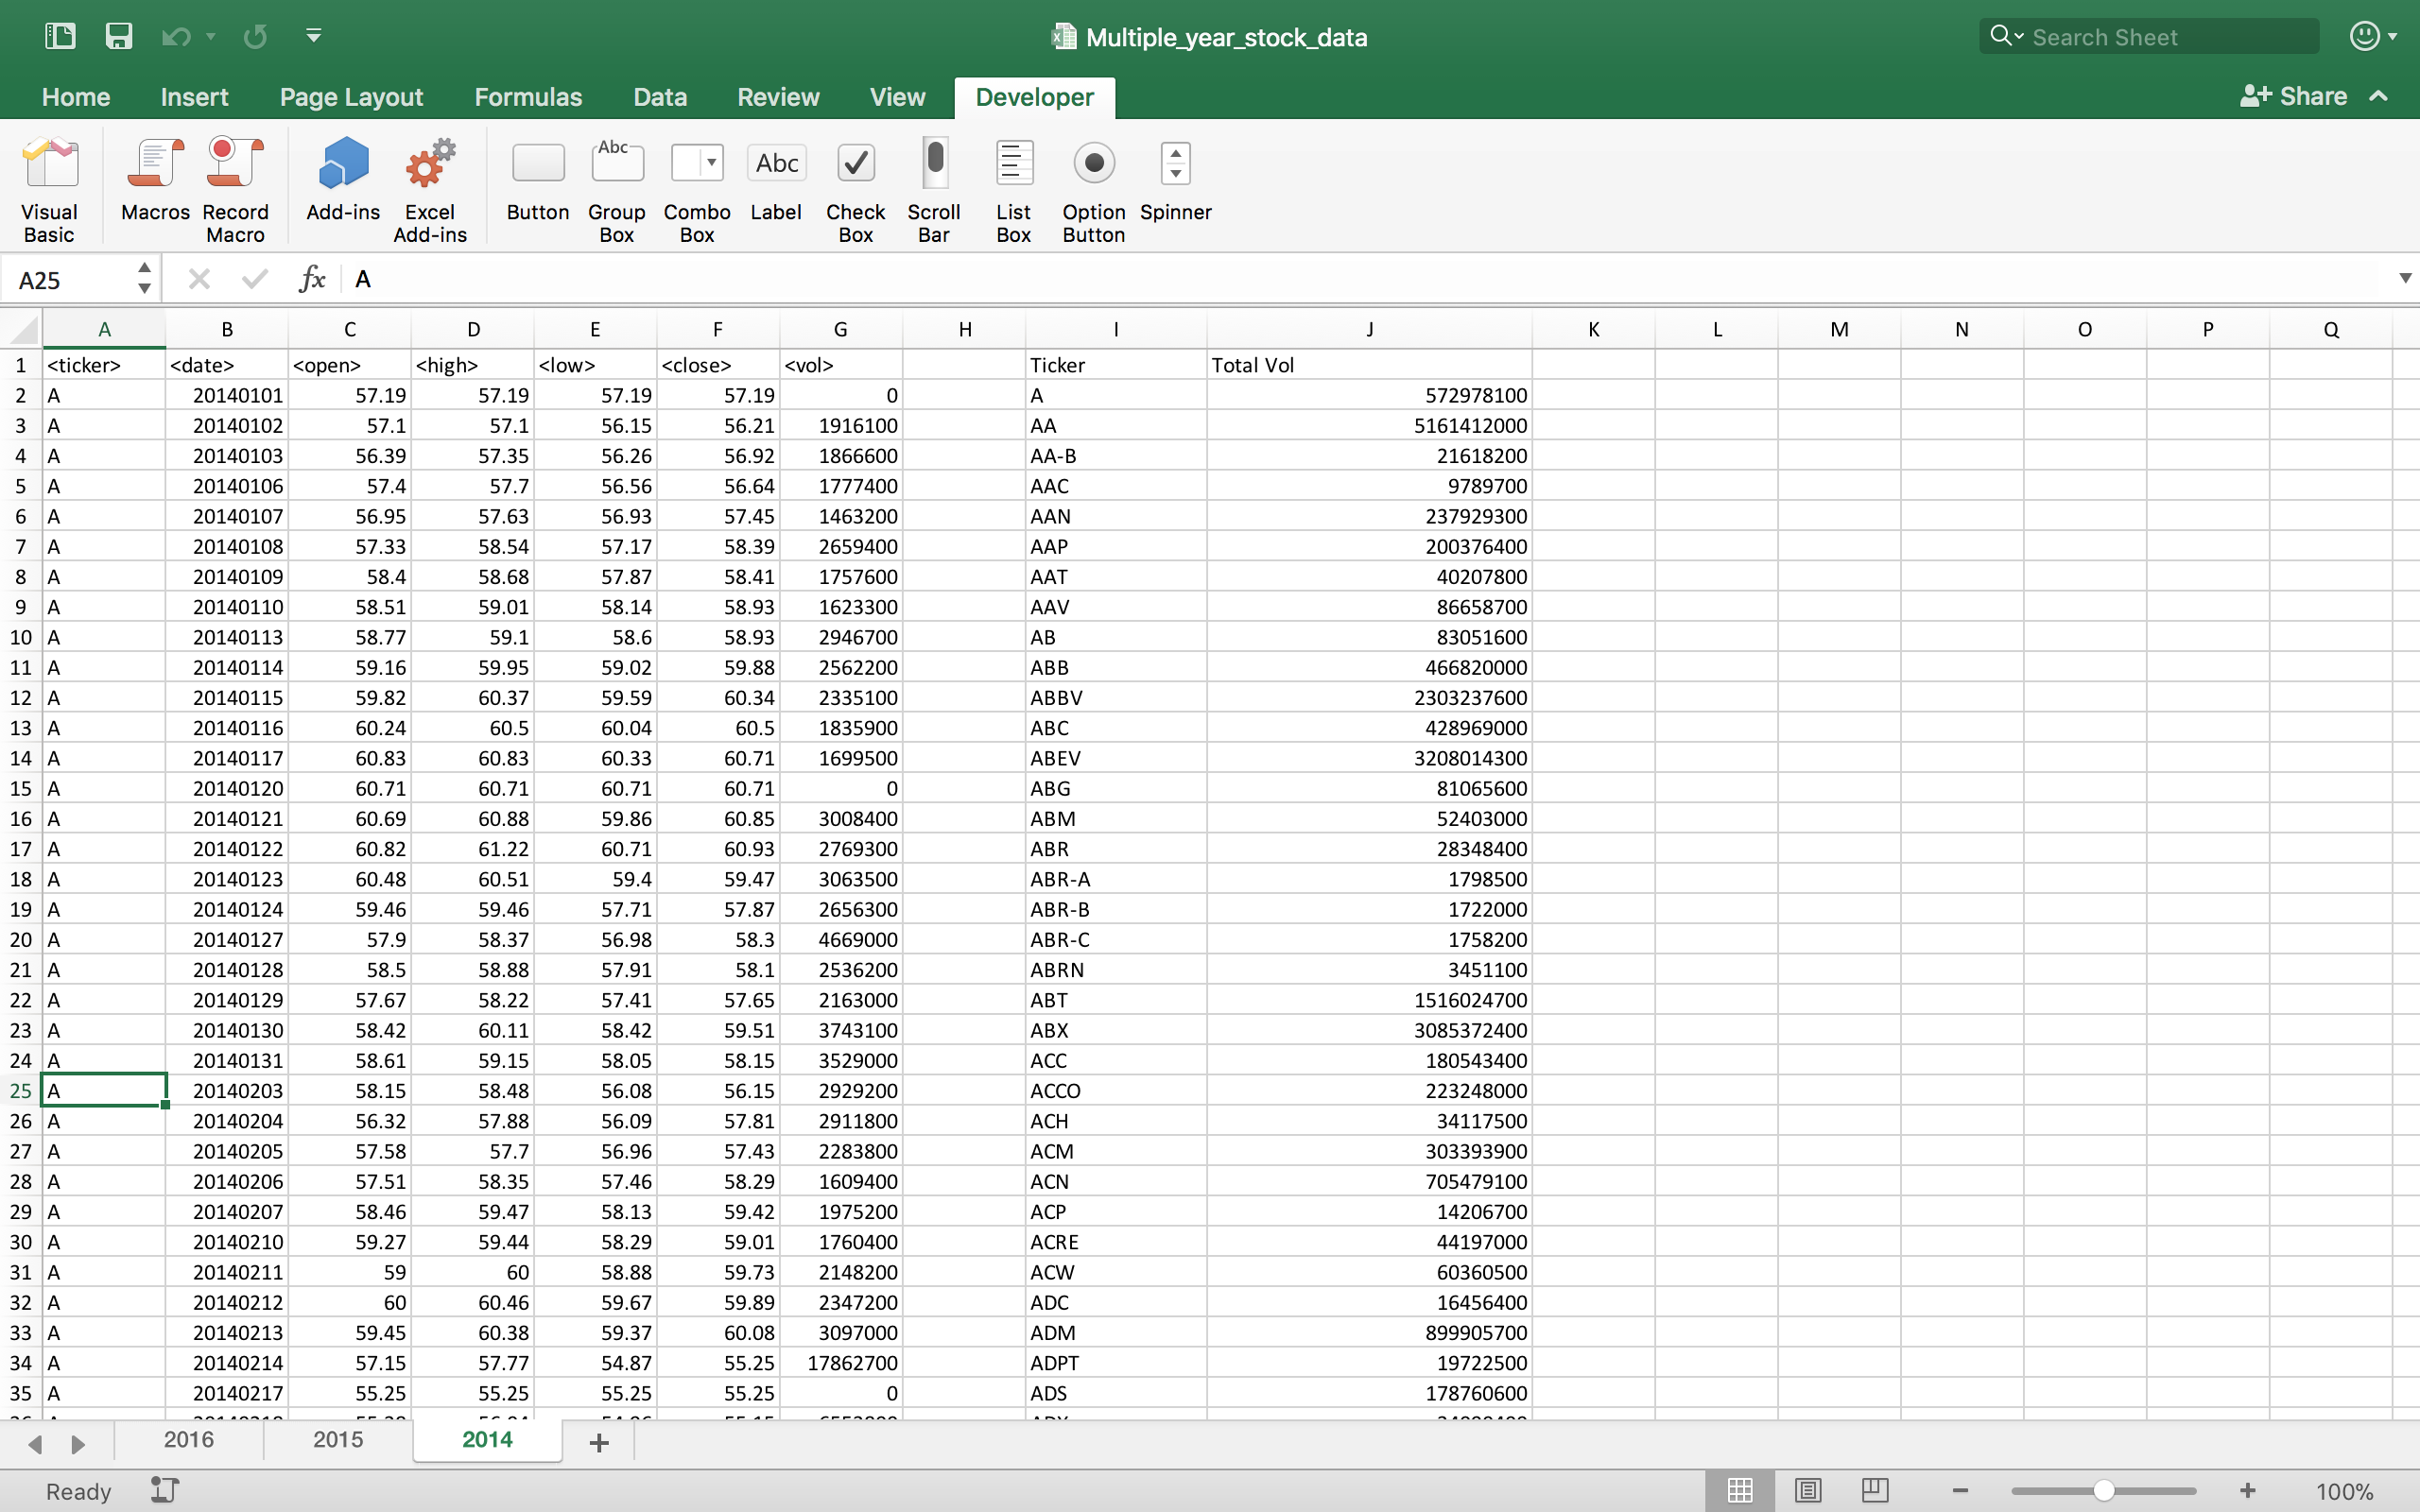 Multiple_year_stock_data
Search Sheet
Home Insert Page Layout Formulas Data Review View Developer Share
Visual Basic Macros Record Macro Add-ins Excel Add-ins Button Abc Group Box Combo Box Abc Label Check Box Scroll Bar List Box Option Button Spinner
A25 fx A
A B C D E F G H I J K L M N O P Q
1 <ticker> <date> <open> <high> <low> <close> <vol> Ticker Total Vol
2 A 20140101 57.19 57.19 57.19 57.19 0 A 572978100
3 A 20140102 57.1 57.1 56.15 56.21 1916100 AA 5161412000
4 A 20140103 56.39 57.35 56.26 56.92 1866600 AA-B 21618200
5 A 20140106 57.4 57.7 56.56 56.64 1777400 AAC 9789700
6 A 20140107 56.95 57.63 56.93 57.45 1463200 AAN 237929300
7 A 20140108 57.33 58.54 57.17 58.39 2659400 AAP 200376400
8 A 20140109 58.4 58.68 57.87 58.41 1757600 AAT 40207800
9 A 20140110 58.51 59.01 58.14 58.93 1623300 AAV 86658700
10 A 20140113 58.77 59.1 58.6 58.93 2946700 AB 83051600
11 A 20140114 59.16 59.95 59.02 59.88 2562200 ABB 466820000
12 A 20140115 59.82 60.37 59.59 60.34 2335100 ABBV 2303237600
13 A 20140116 60.24 60.5 60.04 60.5 1835900 ABC 428969000
14 A 20140117 60.83 60.83 60.33 60.71 1699500 ABEV 3208014300
15 A 20140120 60.71 60.71 60.71 60.71 0 ABG 81065600
16 A 20140121 60.69 60.88 59.86 60.85 3008400 ABM 52403000
17 A 20140122 60.82 61.22 60.71 60.93 2769300 ABR 28348400
18 A 20140123 60.48 60.51 59.4 59.47 3063500 ABR-A 1798500
19 A 20140124 59.46 59.46 57.71 57.87 2656300 ABR-B 1722000
20 A 20140127 57.9 58.37 56.98 58.3 4669000 ABR-C 1758200
21 A 20140128 58.5 58.88 57.91 58.1 2536200 ABRN 3451100
22 A 20140129 57.67 58.22 57.41 57.65 2163000 ABT 1516024700
23 A 20140130 58.42 60.11 58.42 59.51 3743100 ABX 3085372400
24 A 20140131 58.61 59.15 58.05 58.15 3529000 ACC 180543400
25 A 20140203 58.15 58.48 56.08 56.15 2929200 ACCO 223248000
26 A 20140204 56.32 57.88 56.09 57.81 2911800 ACH 34117500
27 A 20140205 57.58 57.7 56.96 57.43 2283800 ACM 303393900
28 A 20140206 57.51 58.35 57.46 58.29 1609400 ACN 705479100
29 A 20140207 58.46 59.47 58.13 59.42 1975200 ACP 14206700
30 A 20140210 59.27 59.44 58.29 59.01 1760400 ACRE 44197000
31 A 20140211 59 60 58.88 59.73 2148200 ACW 60360500
32 A 20140212 60 60.46 59.67 59.89 2347200 ADC 16456400
33 A 20140213 59.45 60.38 59.37 60.08 3097000 ADM 899905700
34 A 20140214 57.15 57.77 54.87 55.25 17862700 ADPT 19722500
35 A 20140217 55.25 55.25 55.25 55.25 0 ADS 178760600
2016 2015 2014
Ready 100%